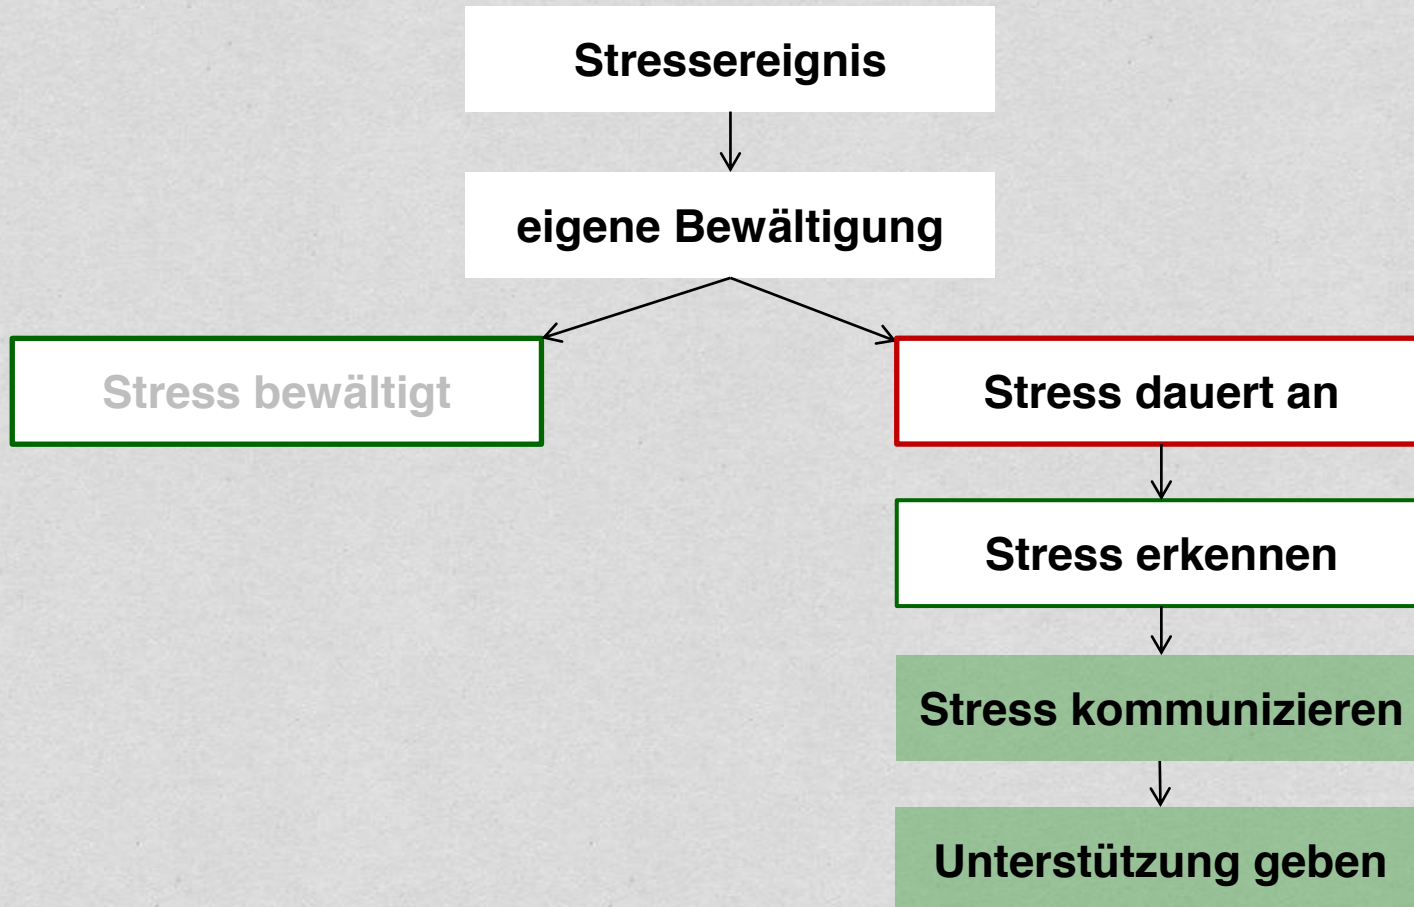 Stressereignis
eigene Bewältigung
Stress bewältigt
Stress dauert an
Stress erkennen
Stress kommunizieren
Unterstützung geben